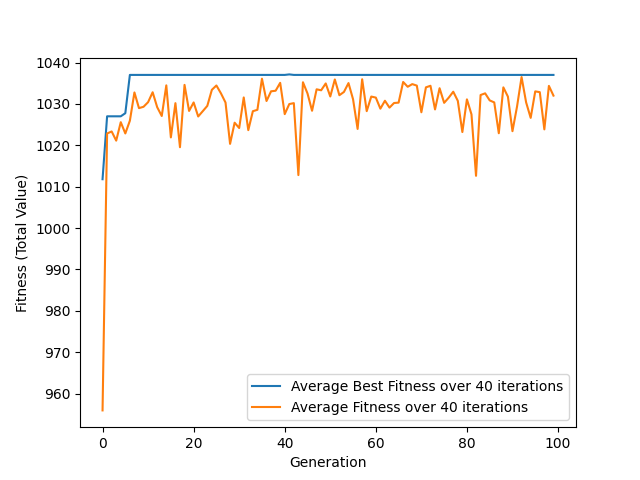 1040
1030
1020
1010
1000
990
980
970
960
Fitness (Total Value)
Average Best Fitness over 40 iterations
Average Fitness over 40 iterations
0 20 40 60 80 100
Generation